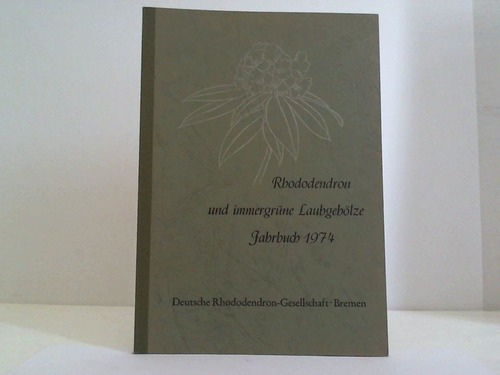 Rhododendron
und immergrüne Laubgehölze
Jahrbuch 1974
Deutsche Rhododendron-Gesellschaft-Bremen